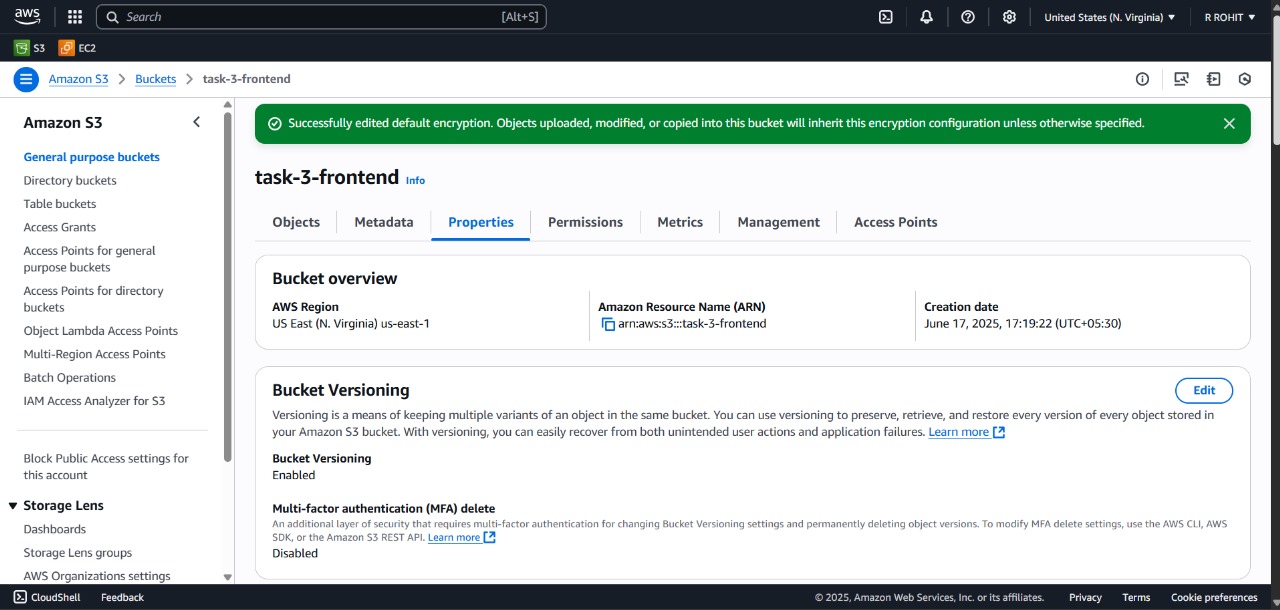 aws
Search [Alt+S]
United States (N. Virginia) ▼
R ROHIT ▼
S3
EC2
Amazon S3 > Buckets > task-3-frontend
Amazon S3
General purpose buckets
Directory buckets
Table buckets
Access Grants
Access Points for general
purpose buckets
Access Points for directory
buckets
Object Lambda Access Points
Multi-Region Access Points
Batch Operations
IAM Access Analyzer for S3
Block Public Access settings for
this account
Storage Lens
Dashboards
Storage Lens groups
AWS Organizations settings
Successfully edited default encryption. Objects uploaded, modified, or copied into this bucket will inherit this encryption configuration unless otherwise specified.
task-3-frontend Info
Objects
Metadata
Properties
Permissions
Metrics
Management
Access Points
Bucket overview
AWS Region
US East (N. Virginia) us-east-1
Amazon Resource Name (ARN)
arn:aws:s3:::task-3-frontend
Creation date
June 17, 2025, 17:19:22 (UTC+05:30)
Bucket Versioning
Edit
Versioning is a means of keeping multiple variants of an object in the same bucket. You can use versioning to preserve, retrieve, and restore every version of every object stored in
your Amazon S3 bucket. With versioning, you can easily recover from both unintended user actions and application failures. Learn more
Bucket Versioning
Enabled
Multi-factor authentication (MFA) delete
An additional layer of security that requires multi-factor authentication for changing Bucket Versioning settings and permanently deleting object versions. To modify MFA delete settings, use the AWS CLI, AWS
SDK, or the Amazon S3 REST API. Learn more
Disabled
CloudShell
Feedback
© 2025, Amazon Web Services, Inc. or its affiliates.
Privacy
Terms
Cookie preferences